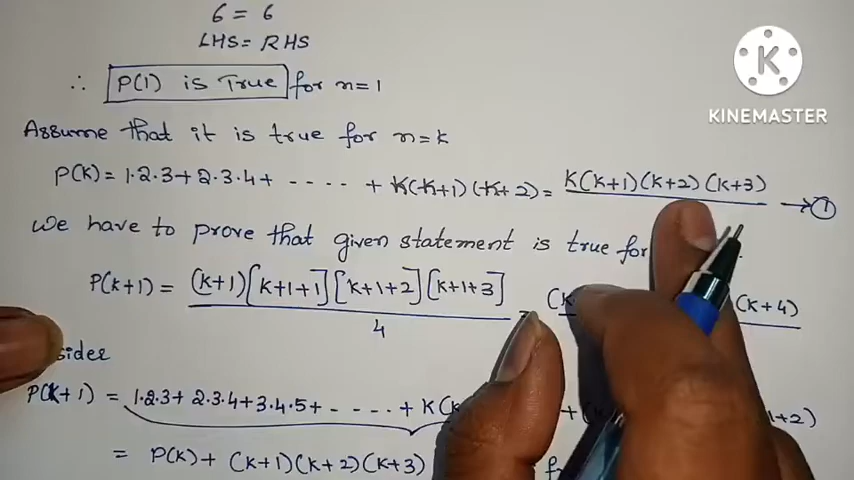 6 = 6
LHS = RHS
∴ P(1) is True for n=1
K KINEMASTER
Assume that it is true for n=k
P(k) = 1.2.3+ 2.3.4+ - - - - - + k(k+1)(k+2) = k(k+1)(k+2)(k+3) → ①
We have to prove that given statement is true for
P(k+1) = (k+1)[k+1+1][k+1+2][k+1+3] / 4 = (k+4)
P(k+1) = 1.2.3+ 2.3.4+3.4.5+ - - - - + k +
= P(k)+ (k+1)(k+2)(k+3)